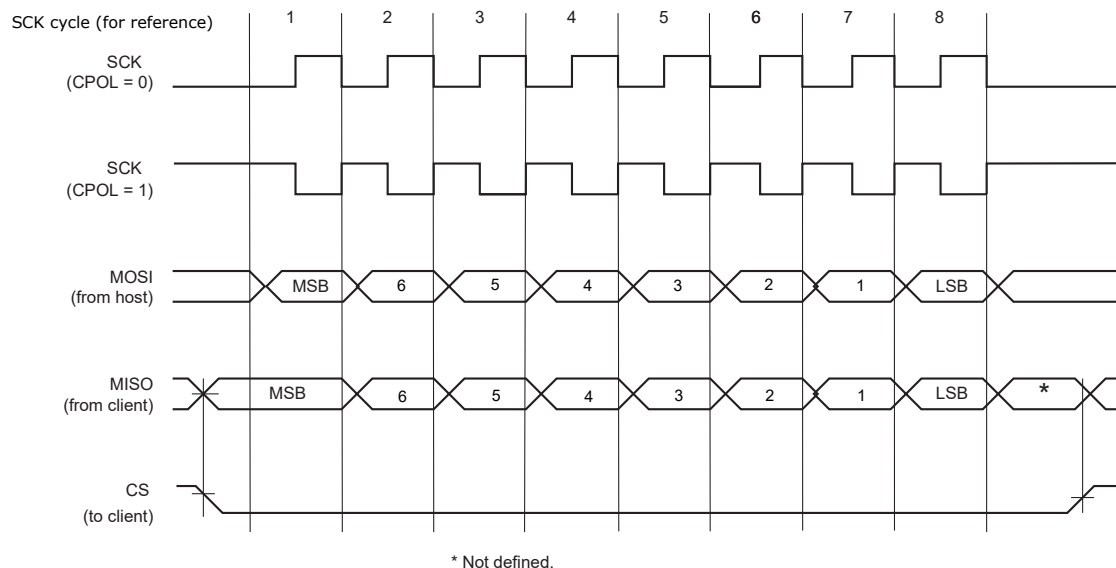 SCK cycle (for reference) 1 2 3 4 5 6 7 8
SCK
(CPOL = 0)
SCK
(CPOL = 1)
MOSI
(from host)
MSB 6 5 4 3 2 1 LSB
MISO
(from client)
MSB 6 5 4 3 2 1 LSB *
CS
(to client)
* Not defined.